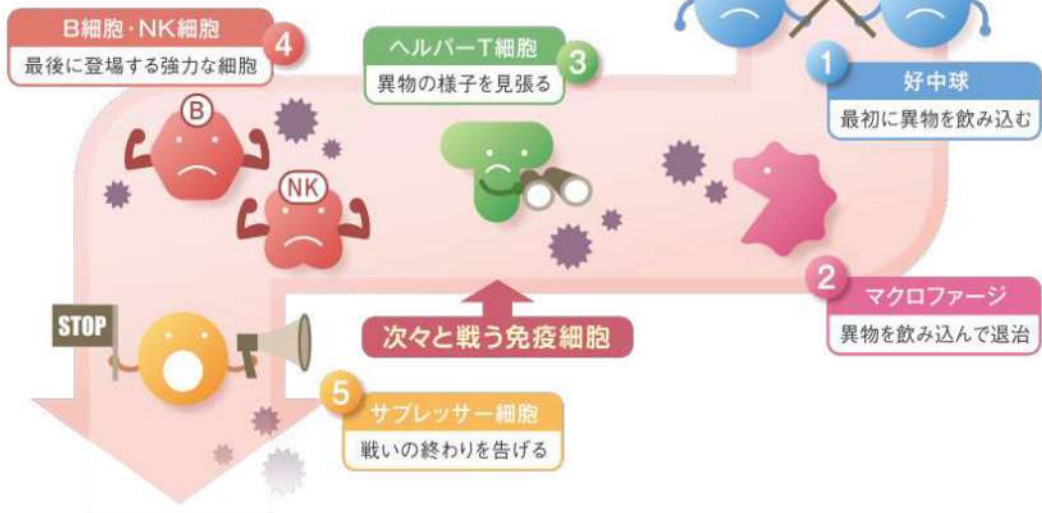 1
好中球
最初に異物を飲み込む
2
マクロファージ
異物を飲み込んで退治
3
ヘルパーT細胞
異物の様子を見張る
4
B細胞・NK細胞
最後に登場する強力な細胞
B
NK
次々と戦う免疫細胞
STOP
5
サプレッサー細胞
戦いの終わりを告げる